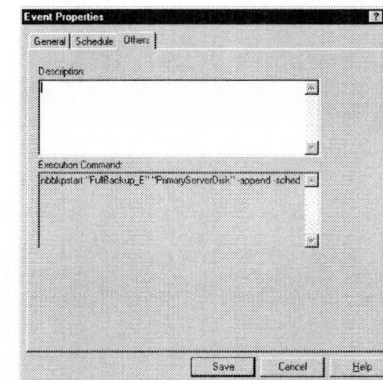 Event Properties
?
General Schedule Others
Description:
Execution Command:
nbbkpstart "FullBackup_E" "PrimaryServerDisk" -append -sched
Save Cancel Help